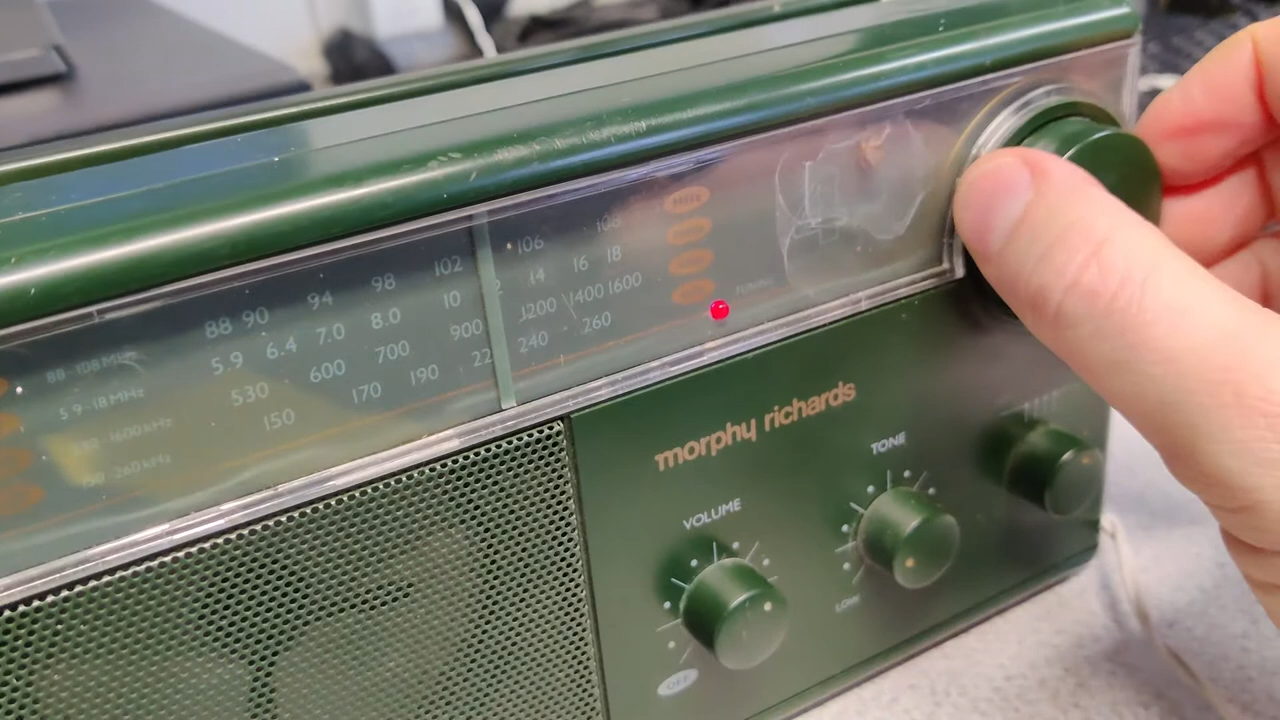 88 90 94 98 102 106 108
5.9 6.4 7.0 8.0 10 14 16 18
530 600 700 900 1200 1400 1600
150 170 190 22 240 260
88-108 MHz
5.9-18 MHz
TUNING
morphy richards
VOLUME
TONE
LOW
OFF